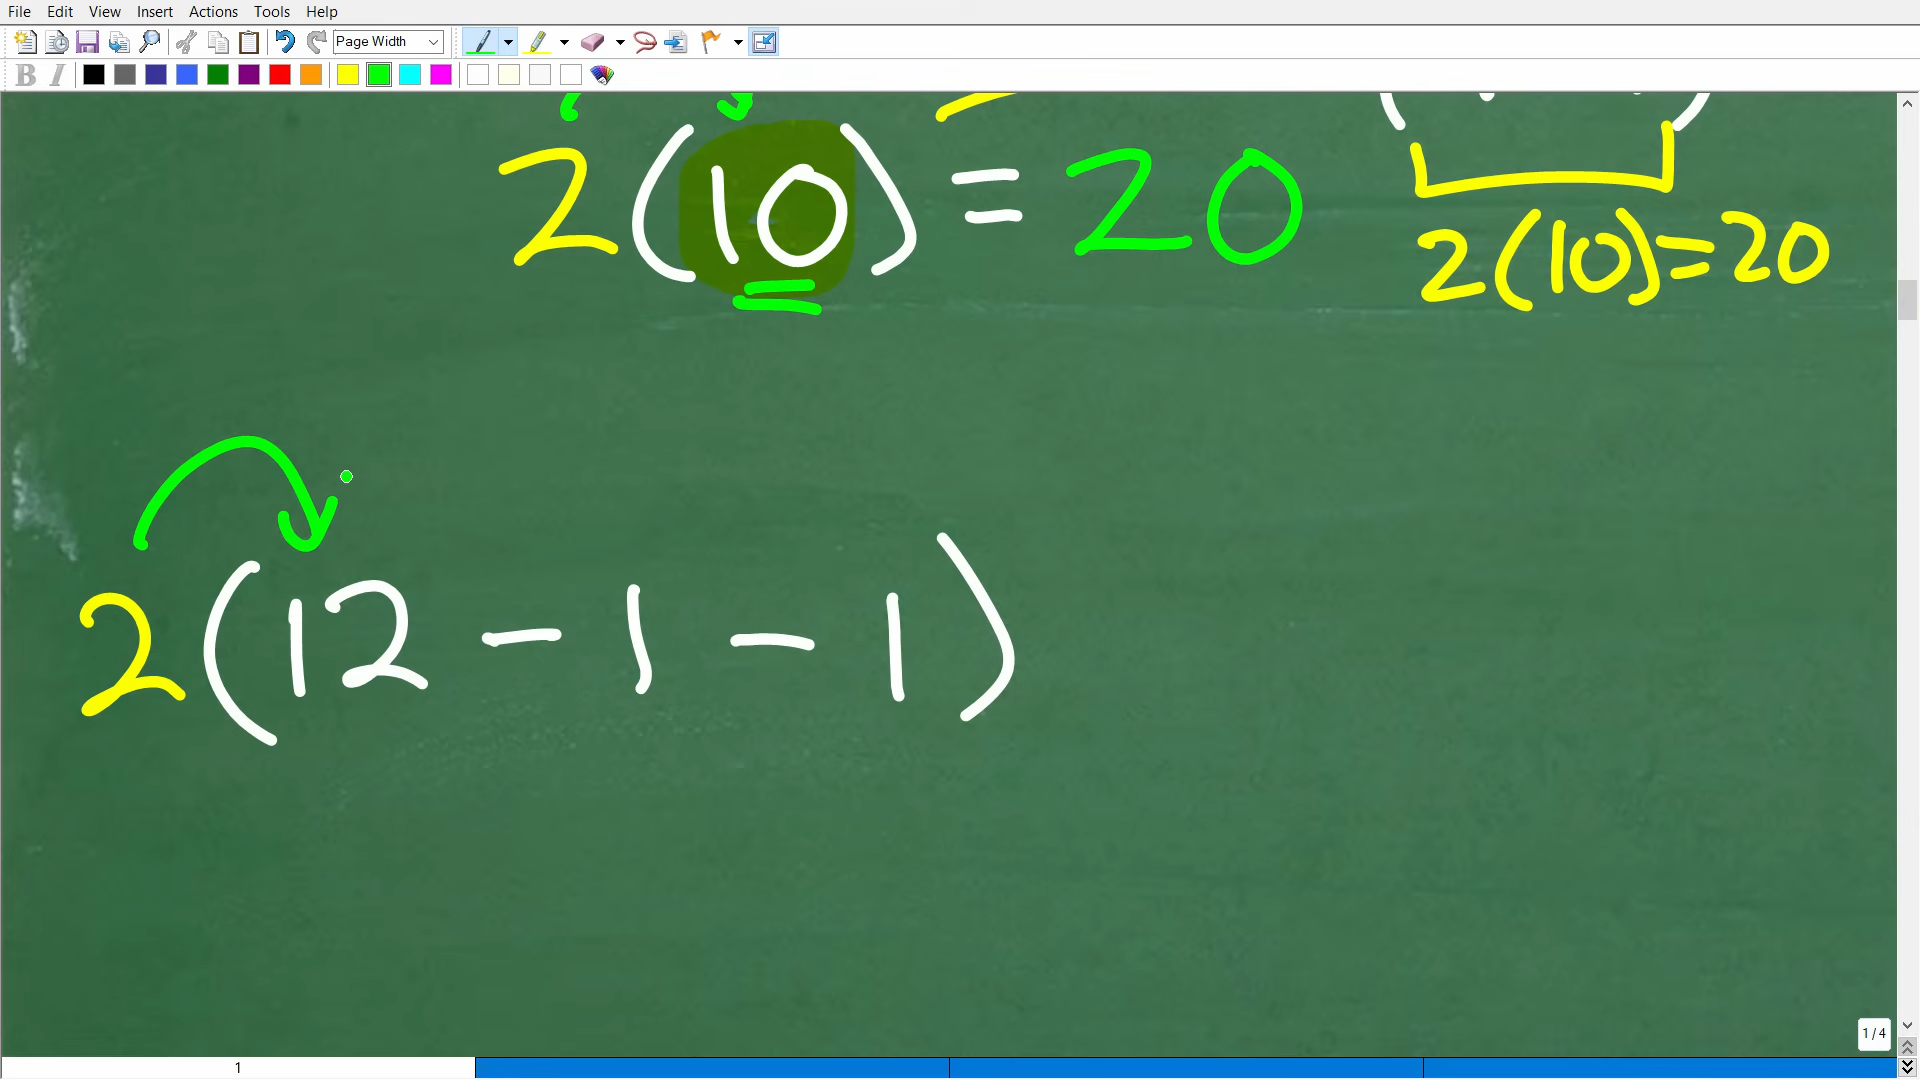 File Edit View Insert Actions Tools Help
Page Width
B I
2(10) = 20
2(10)=20
2(12 - 1 - 1)
1 / 4
1